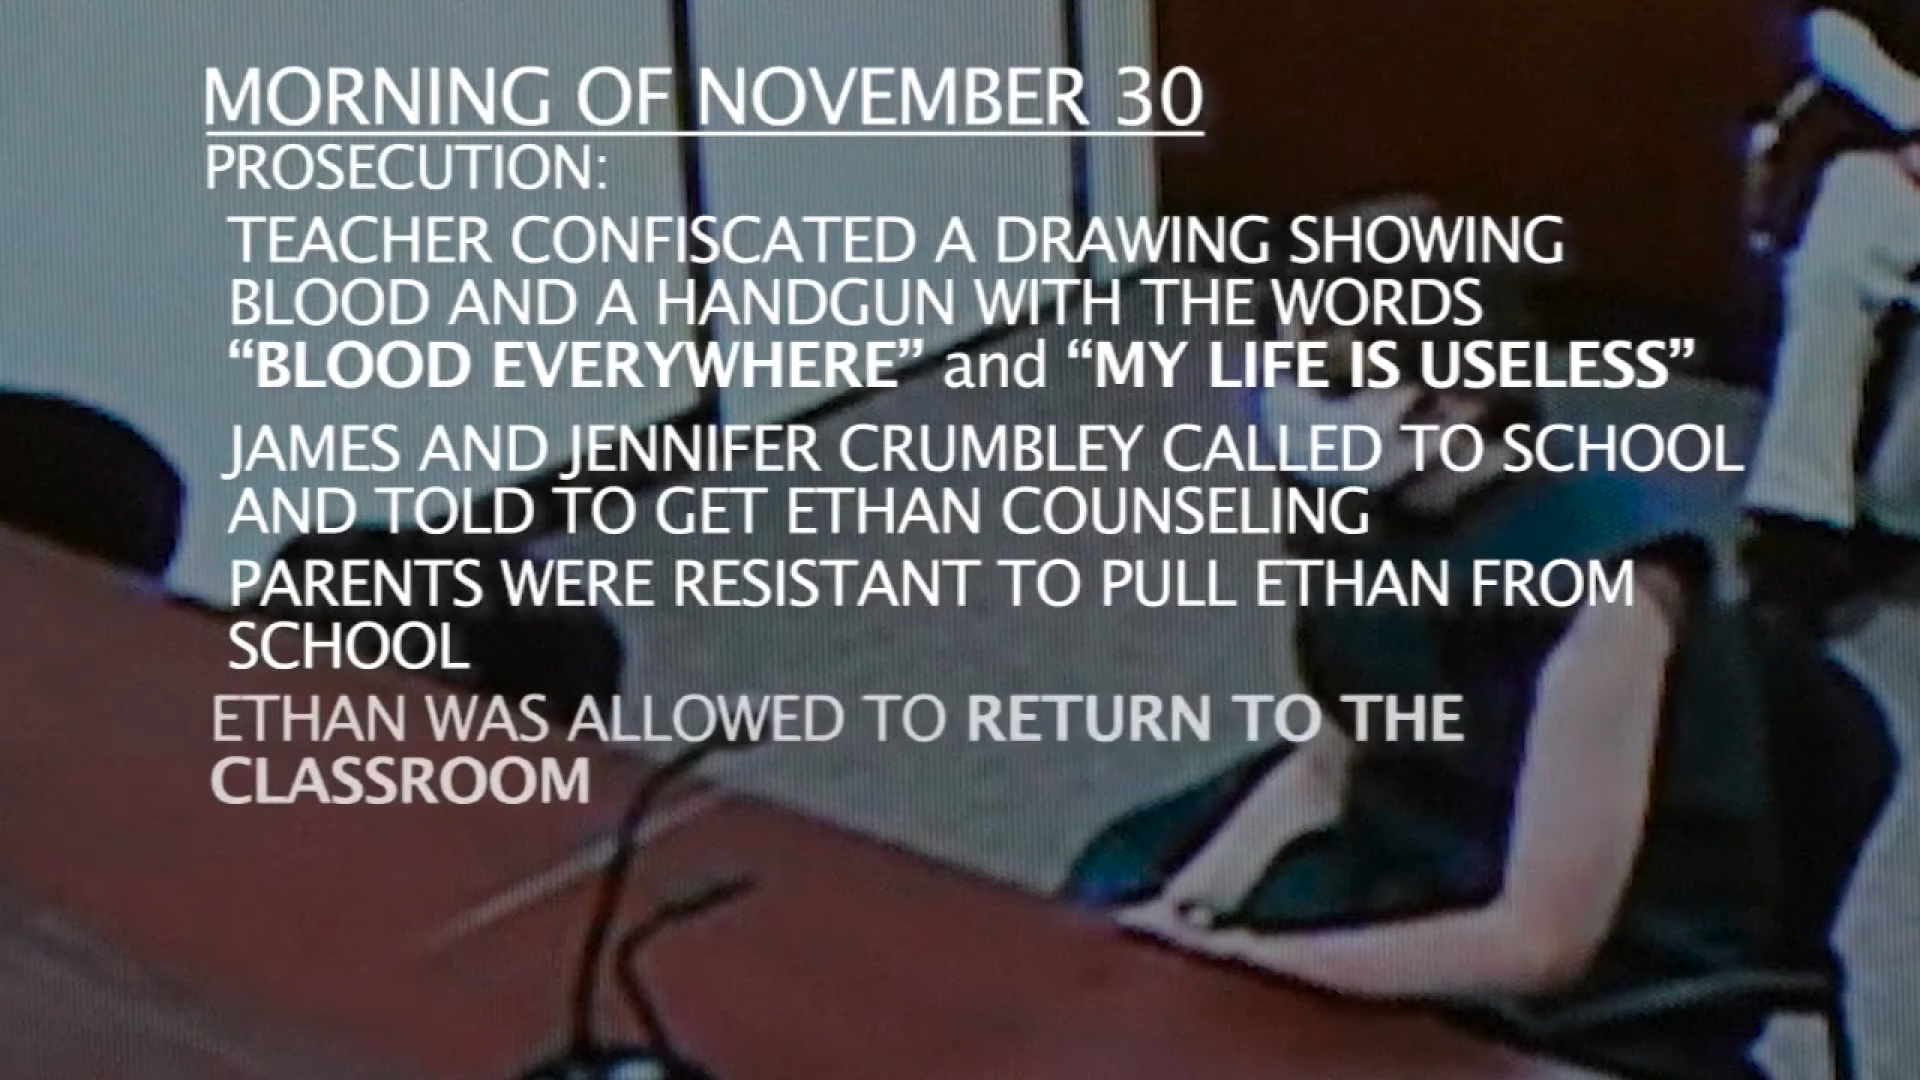 MORNING OF NOVEMBER 30
PROSECUTION:
TEACHER CONFISCATED A DRAWING SHOWING
BLOOD AND A HANDGUN WITH THE WORDS
“BLOOD EVERYWHERE” and “MY LIFE IS USELESS”
JAMES AND JENNIFER CRUMBLEY CALLED TO SCHOOL
AND TOLD TO GET ETHAN COUNSELING
PARENTS WERE RESISTANT TO PULL ETHAN FROM
SCHOOL
ETHAN WAS ALLOWED TO RETURN TO THE
CLASSROOM